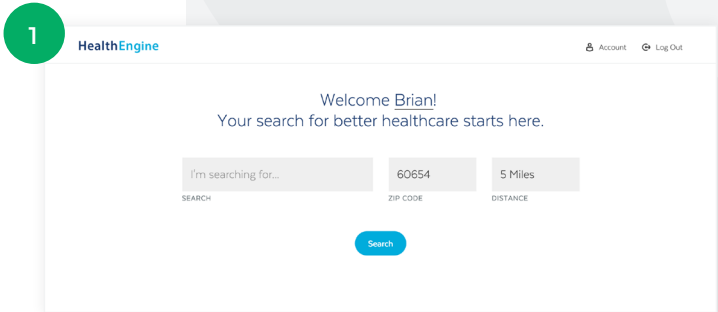 1
HealthEngine
Account Log Out
Welcome Brian!
Your search for better healthcare starts here.
I'm searching for... 60654 5 Miles
SEARCH ZIP CODE DISTANCE
Search